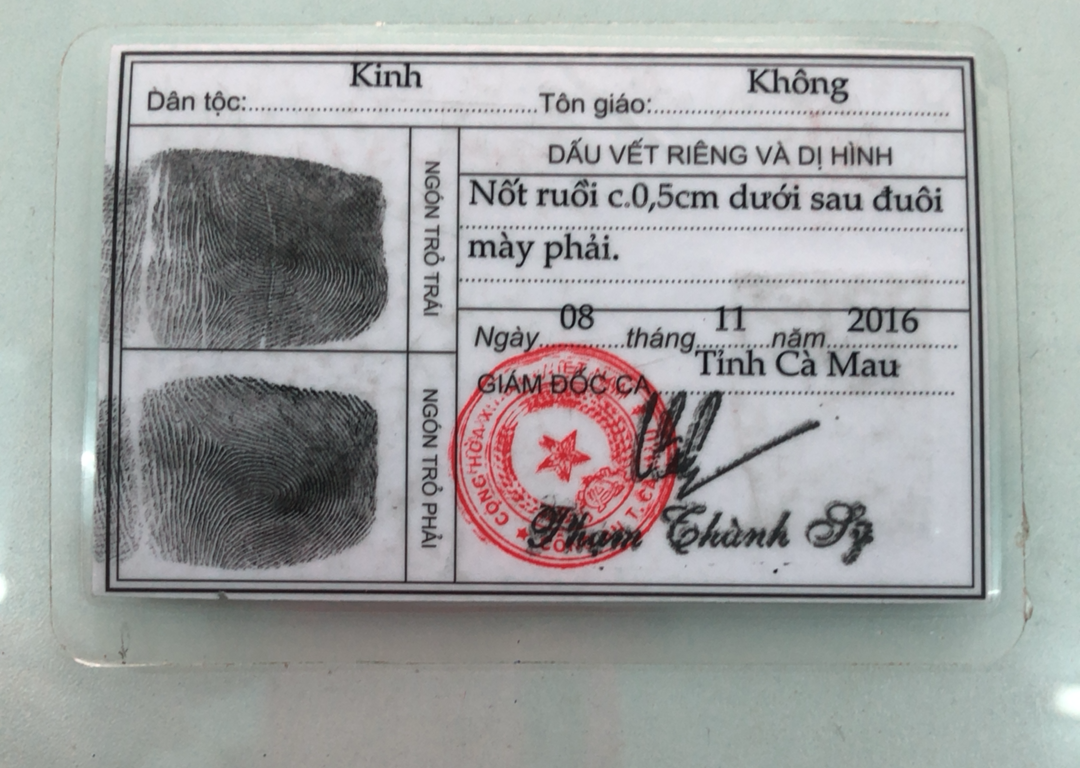 Kinh Không
Dân tộc: Tôn giáo:
DẤU VẾT RIÊNG VÀ DỊ HÌNH
NGÓN TRỎ TRÁI
Nốt ruồi c.0,5cm dưới sau đuôi
mày phải.
NGÓN TRỎ PHẢI
Ngày 08 tháng 11 năm 2016
GIÁM ĐỐC CA Tỉnh Cà Mau
CỘNG HÒA X
Phạm Thành Sỹ